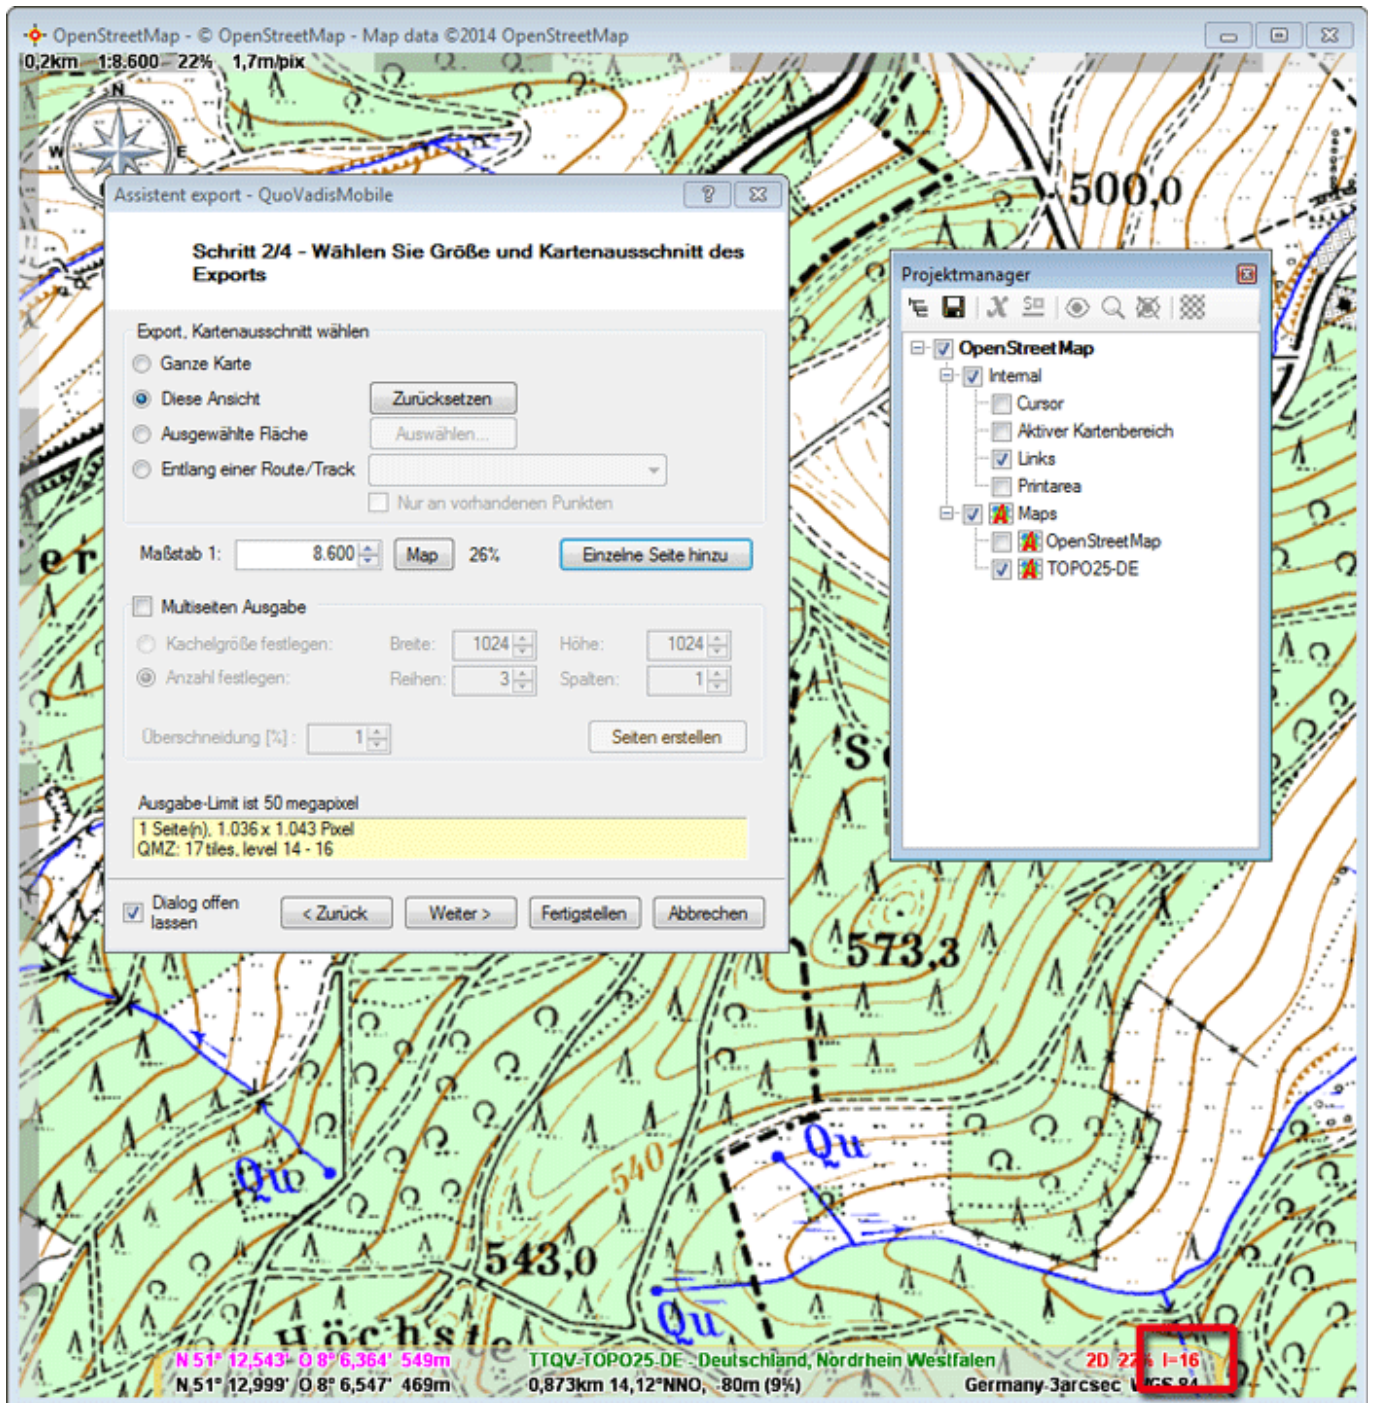 OpenStreetMap - © OpenStreetMap - Map data ©2014 OpenStreetMap
0,2km 1:8.600 22% 1,7m/pix
N
W E
500,0
Assistent export - QuoVadisMobile
Schritt 2/4 - Wählen Sie Größe und Kartenausschnitt des
Exports
Export, Kartenausschnitt wählen
Ganze Karte
Diese Ansicht Zurücksetzen
Ausgewählte Fläche Auswählen...
Entlang einer Route/Track
Nur an vorhandenen Punkten
Maßstab 1: 8.600 Map 26% Einzelne Seite hinzu
Multiseiten Ausgabe
Kachelgröße festlegen: Breite: 1024 Höhe: 1024
Anzahl festlegen: Reihen: 3 Spalten: 1
Überschneidung [%] : 1 Seiten erstellen
Ausgabe-Limit ist 50 megapixel
1 Seite(n), 1.036 x 1.043 Pixel
QMZ: 17 tiles, level 14 - 16
Dialog offen
lassen
< Zurück Weiter > Fertigstellen Abbrechen
Projektmanager
OpenStreetMap
Internal
Cursor
Aktiver Kartenbereich
Links
Printarea
Maps
OpenStreetMap
TOPO25-DE
er
S
573,3
Qu
Qu
540
543,0
Qu
Höchste
N 51° 12,543' O 8° 6,364' 549m TTQV-TOPO25-DE - Deutschland, Nordrhein Westfalen 2D 22% l=16
N 51° 12,999' O 8° 6,547' 469m 0,873km 14,12°NNO, -80m (9%) Germany-3arcsec WGS 84